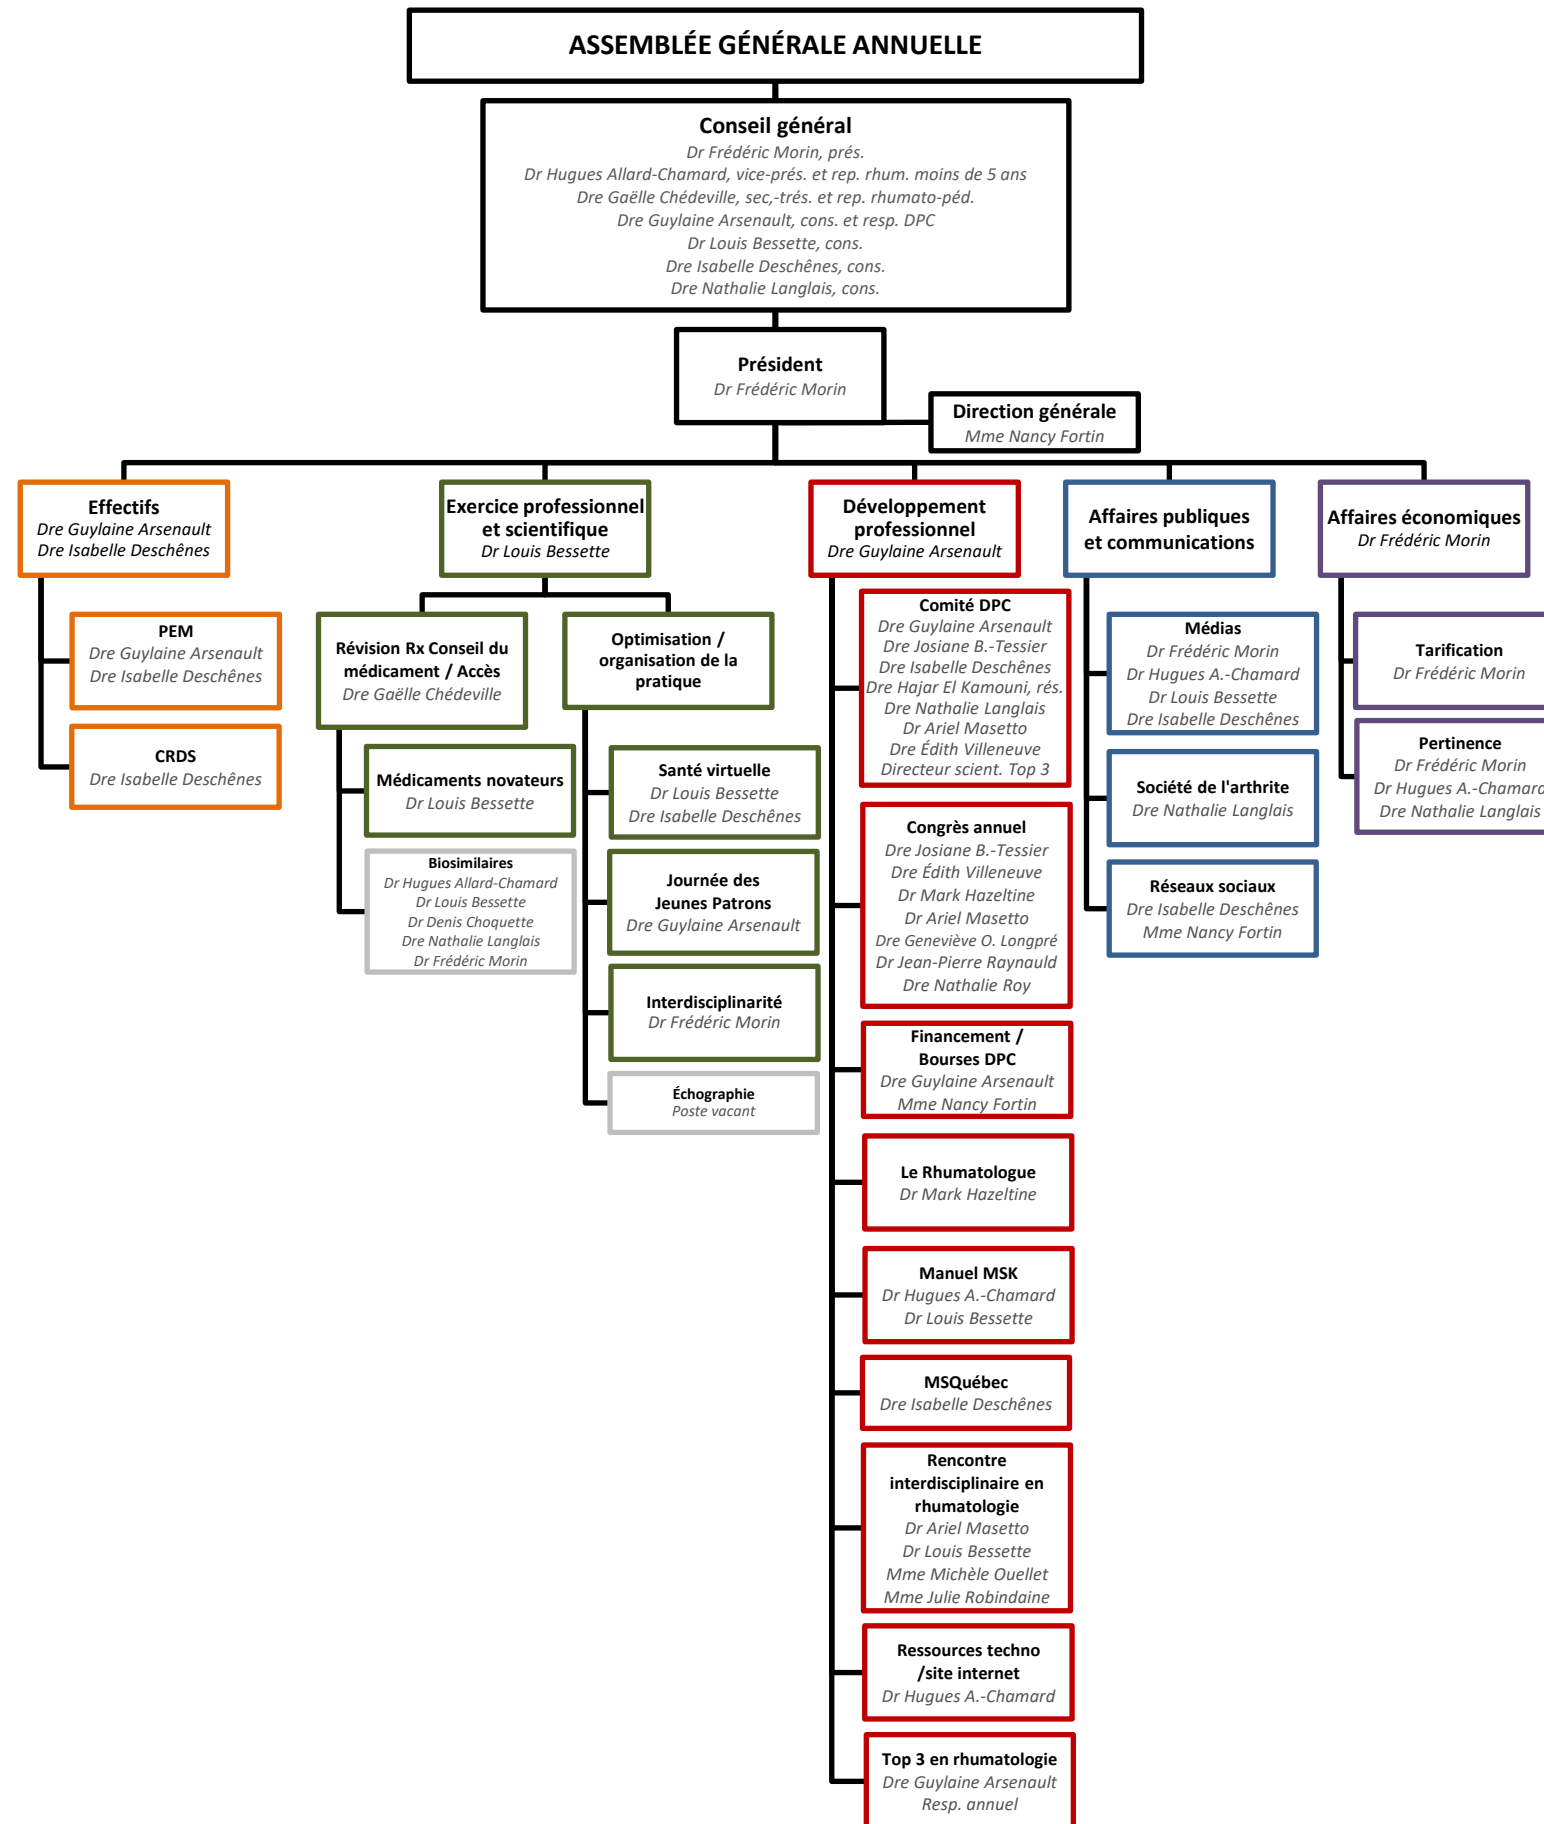 ASSEMBLÉE GÉNÉRALE ANNUELLE
Conseil général
Dr Frédéric Morin, prés.
Dr Hugues Allard-Chamard, vice-prés. et rep. rhum. moins de 5 ans
Dre Gaëlle Chédeville, sec,-trés. et rep. rhumato-péd.
Dre Guylaine Arsenault, cons. et resp. DPC
Dr Louis Bessette, cons.
Dre Isabelle Deschênes, cons.
Dre Nathalie Langlais, cons.
Président
Dr Frédéric Morin
Direction générale
Mme Nancy Fortin
Effectifs
Dre Guylaine Arsenault
Dre Isabelle Deschênes
PEM
Dre Guylaine Arsenault
Dre Isabelle Deschênes
CRDS
Dre Isabelle Deschênes
Exercice professionnel
et scientifique
Dr Louis Bessette
Révision Rx Conseil du
médicament / Accès
Dre Gaëlle Chédeville
Médicaments novateurs
Dr Louis Bessette
Biosimilaires
Dr Hugues Allard-Chamard
Dr Louis Bessette
Dr Denis Choquette
Dre Nathalie Langlais
Dr Frédéric Morin
Optimisation /
organisation de la
pratique
Santé virtuelle
Dr Louis Bessette
Dre Isabelle Deschênes
Journée des
Jeunes Patrons
Dre Guylaine Arsenault
Interdisciplinarité
Dr Frédéric Morin
Échographie
Poste vacant
Développement
professionnel
Dre Guylaine Arsenault
Comité DPC
Dre Guylaine Arsenault
Dre Josiane B.-Tessier
Dre Isabelle Deschênes
Dre Hajar El Kamouni, rés.
Dre Nathalie Langlais
Dr Ariel Masetto
Dre Édith Villeneuve
Directeur scient. Top 3
Congrès annuel
Dre Josiane B.-Tessier
Dre Édith Villeneuve
Dr Mark Hazeltine
Dr Ariel Masetto
Dre Geneviève O. Longpré
Dr Jean-Pierre Raynauld
Dre Nathalie Roy
Financement /
Bourses DPC
Dre Guylaine Arsenault
Mme Nancy Fortin
Le Rhumatologue
Dr Mark Hazeltine
Manuel MSK
Dr Hugues A.-Chamard
Dr Louis Bessette
MSQuébec
Dre Isabelle Deschênes
Rencontre
interdisciplinaire en
rhumatologie
Dr Ariel Masetto
Dr Louis Bessette
Mme Michèle Ouellet
Mme Julie Robindaine
Ressources techno
/site internet
Dr Hugues A.-Chamard
Top 3 en rhumatologie
Dre Guylaine Arsenault
Resp. annuel
Affaires publiques
et communications
Médias
Dr Frédéric Morin
Dr Hugues A.-Chamard
Dr Louis Bessette
Dre Isabelle Deschênes
Société de l'arthrite
Dre Nathalie Langlais
Réseaux sociaux
Dre Isabelle Deschênes
Mme Nancy Fortin
Affaires économiques
Dr Frédéric Morin
Tarification
Dr Frédéric Morin
Pertinence
Dr Frédéric Morin
Dr Hugues A.-Chamard
Dre Nathalie Langlais